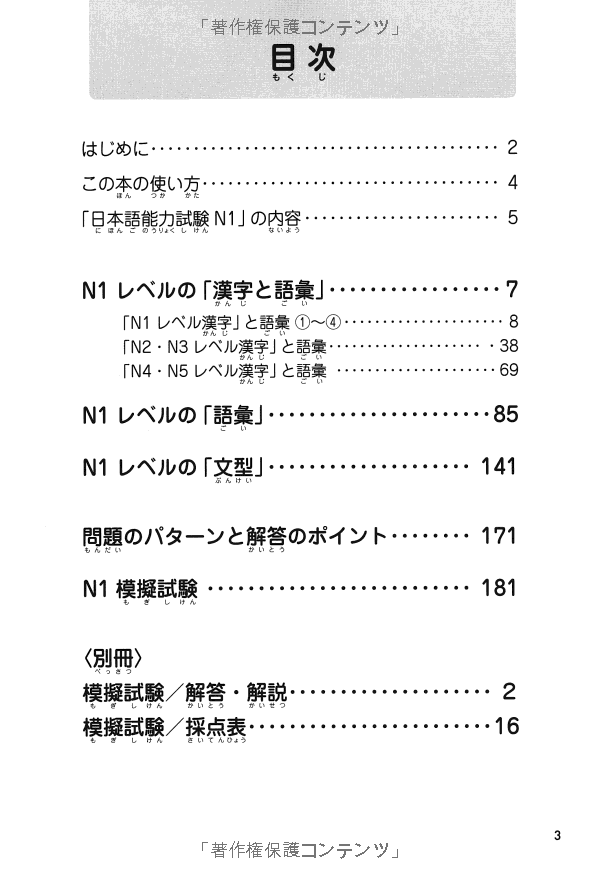 「著作権保護コンテンツ」
目次
もくじ
はじめに・・・・・・・・・・・・・・・・・・・・ 2
この本の使い方・・・・・・・・・・・・・・・・・・・・ 4
ほん つか かた
「日本語能力試験 N1」の内容・・・・・・・・・・・・・・・・・・・・ 5
にほんごのうりょくしけん ないよう
N1 レベルの「漢字と語彙」・・・・・・・・・・・・・・・・・ 7
かんじ ごい
「N1 レベル漢字」と語彙 ①〜④・・・・・・・・・・・・・・・・・・・・ 8
かんじ ごい
「N2・N3 レベル漢字」と語彙・・・・・・・・・・・・・・・・・・・・ 38
かんじ ごい
「N4・N5 レベル漢字」と語彙 ・・・・・・・・・・・・・・・・・・・・ 69
かんじ ごい
N1 レベルの「語彙」・・・・・・・・・・・・・・・・・・・・ 85
ごい
N1 レベルの「文型」・・・・・・・・・・・・・・・・・・・・ 141
ぶんけい
問題のパターンと解答のポイント・・・・・・・・ 171
もんだい かいとう
N1 模擬試験 ・・・・・・・・・・・・・・・・・・・・ 181
もぎしけん
〈別冊〉
べっさつ
模擬試験／解答・解説・・・・・・・・・・・・・・・・・・・・ 2
もぎしけん かいとう かいせつ
模擬試験／採点表・・・・・・・・・・・・・・・・・・・・ 16
もぎしけん さいてんひょう
3
「著作権保護コンテンツ」